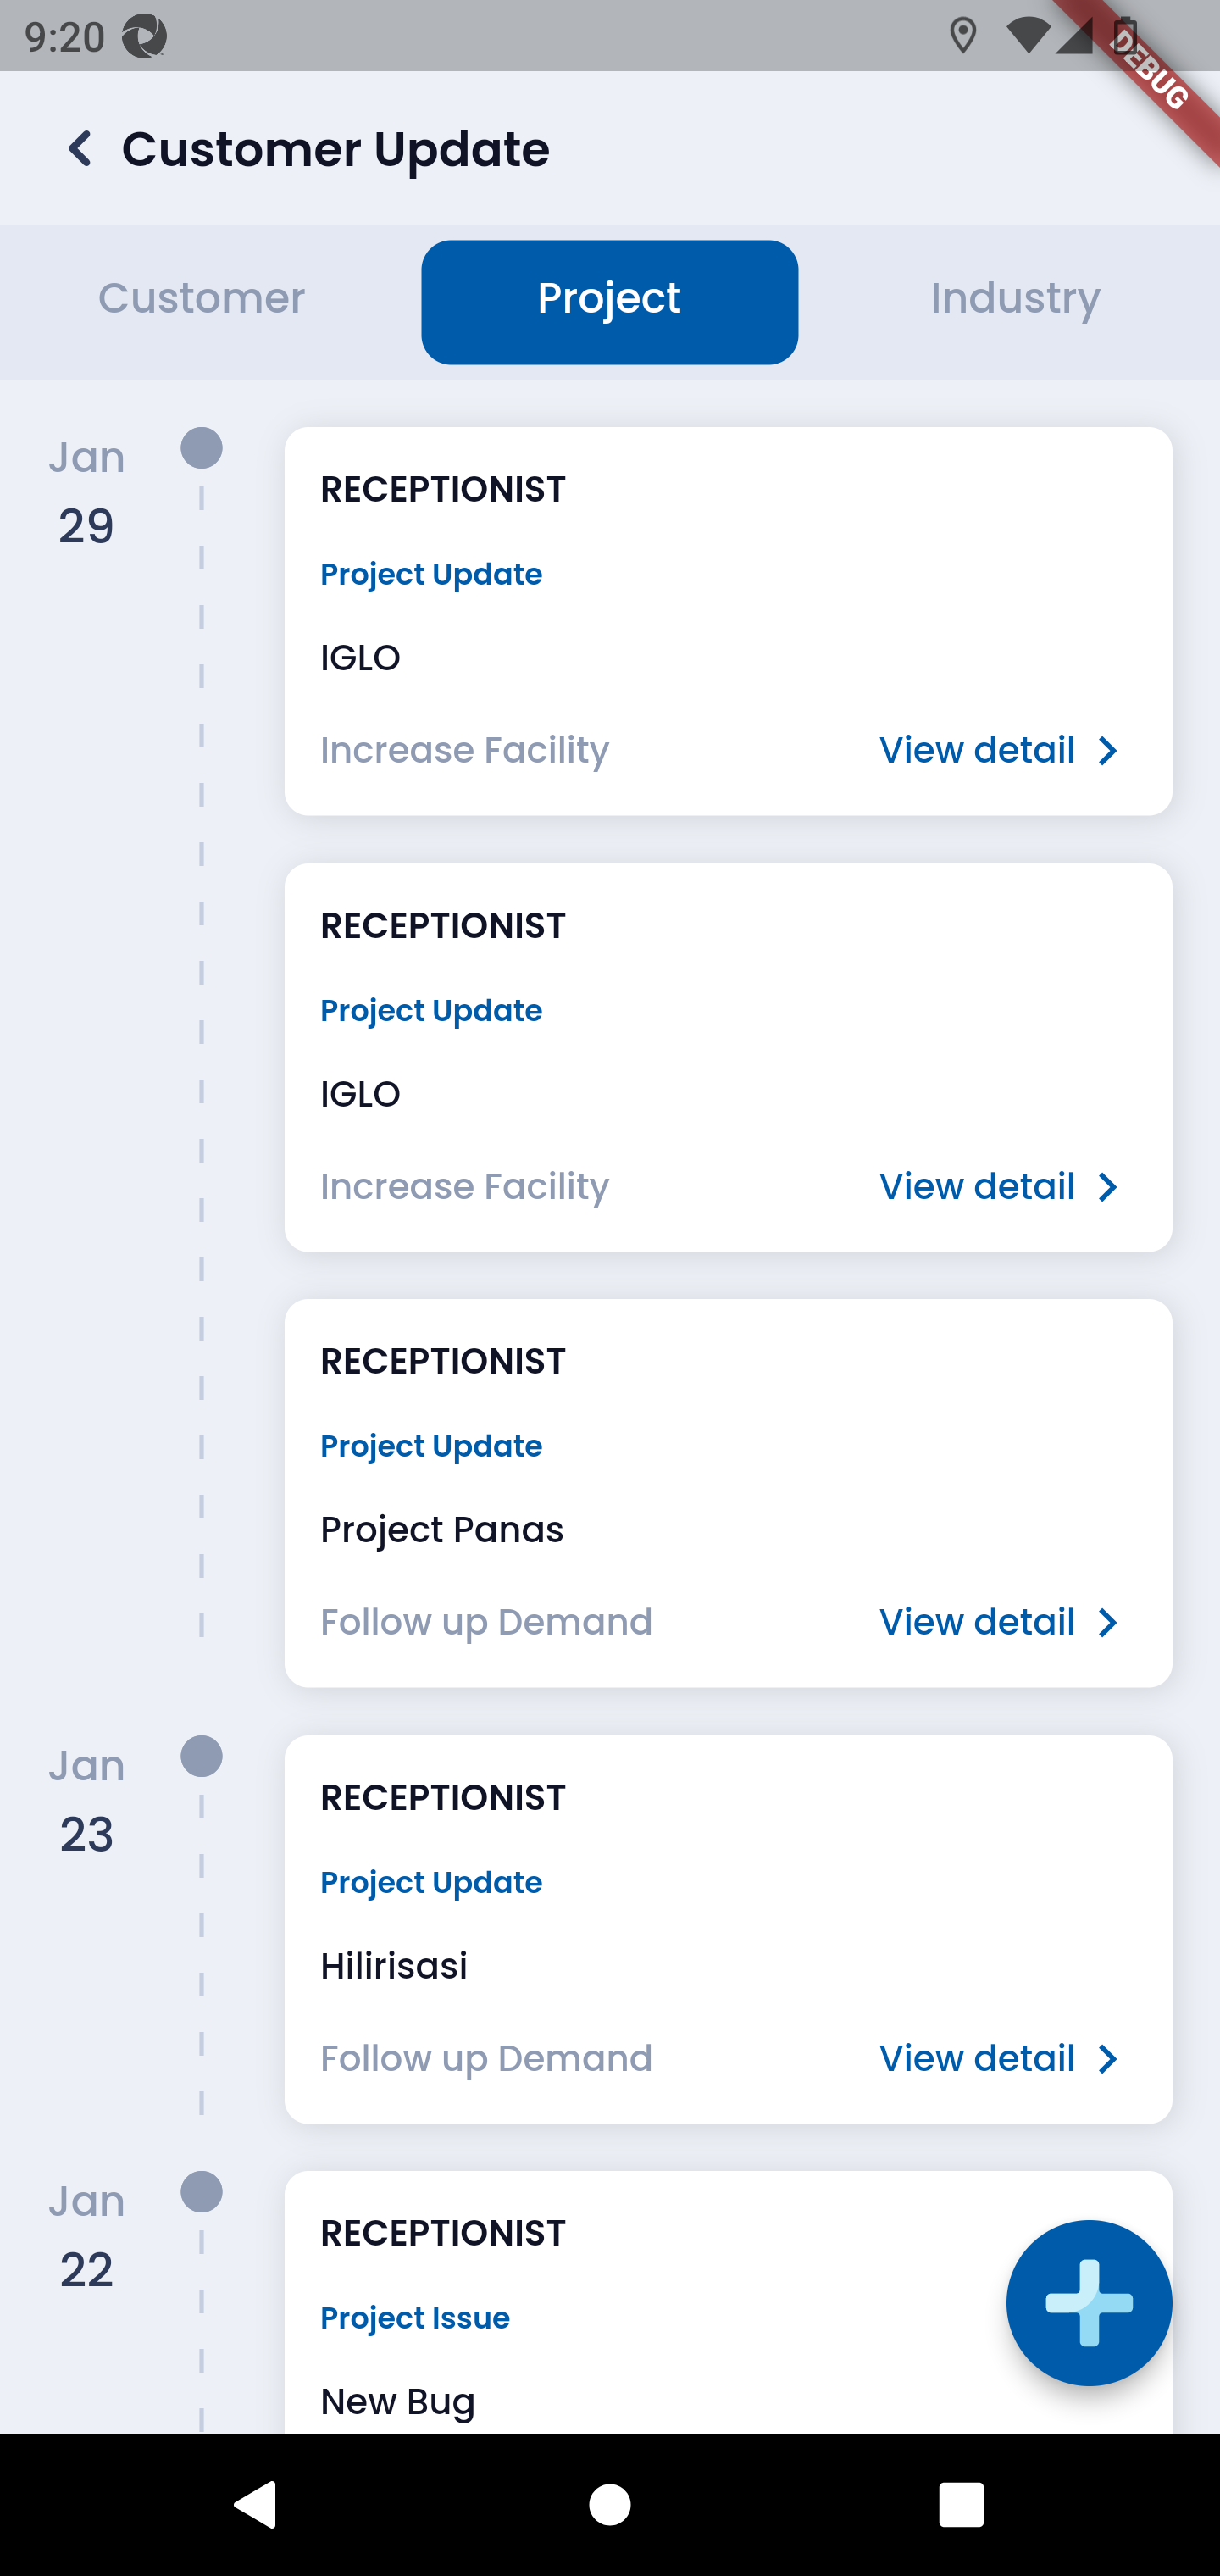 9:20
DEBUG
Customer Update
Customer Project Industry
Jan
29
RECEPTIONIST
Project Update
IGLO
Increase Facility View detail
RECEPTIONIST
Project Update
IGLO
Increase Facility View detail
RECEPTIONIST
Project Update
Project Panas
Follow up Demand View detail
Jan
23
RECEPTIONIST
Project Update
Hilirisasi
Follow up Demand View detail
Jan
22
RECEPTIONIST
Project Issue
New Bug